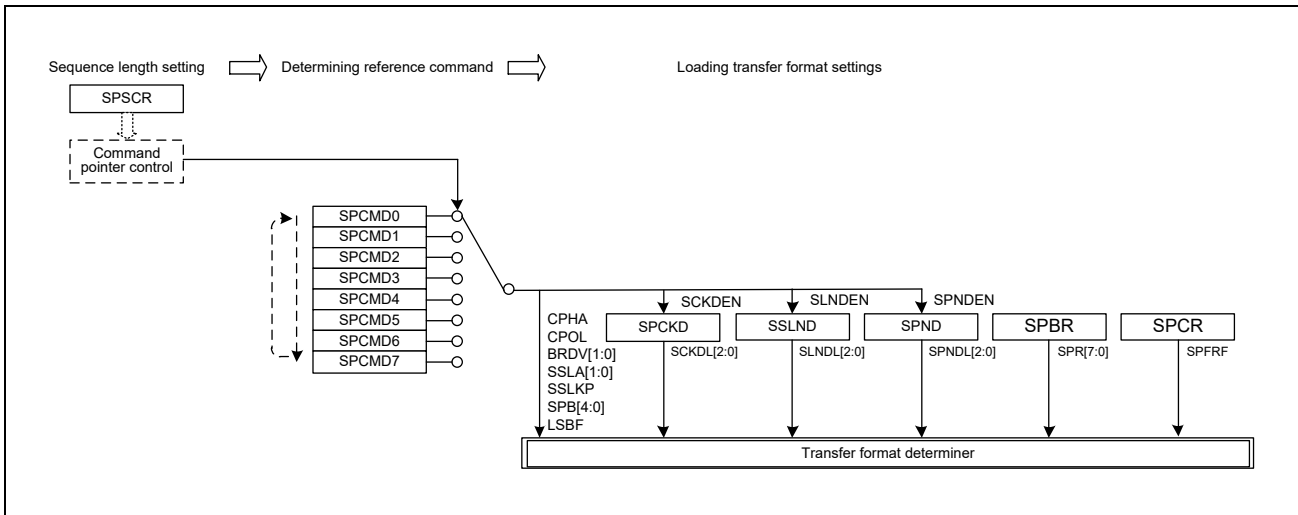 Sequence length setting
Determining reference command
Loading transfer format settings
SPSCR
Command
pointer control
SPCMD0
SPCMD1
SPCMD2
SPCMD3
SPCMD4
SPCMD5
SPCMD6
SPCMD7
CPHA
CPOL
BRDV[1:0]
SSLA[1:0]
SSLKP
SPB[4:0]
LSBF
SCKDEN
SPCKD
SCKDL[2:0]
SLNDEN
SSLND
SLNDL[2:0]
SPNDEN
SPND
SPNDL[2:0]
SPBR
SPR[7:0]
SPCR
SPFRF
Transfer format determiner